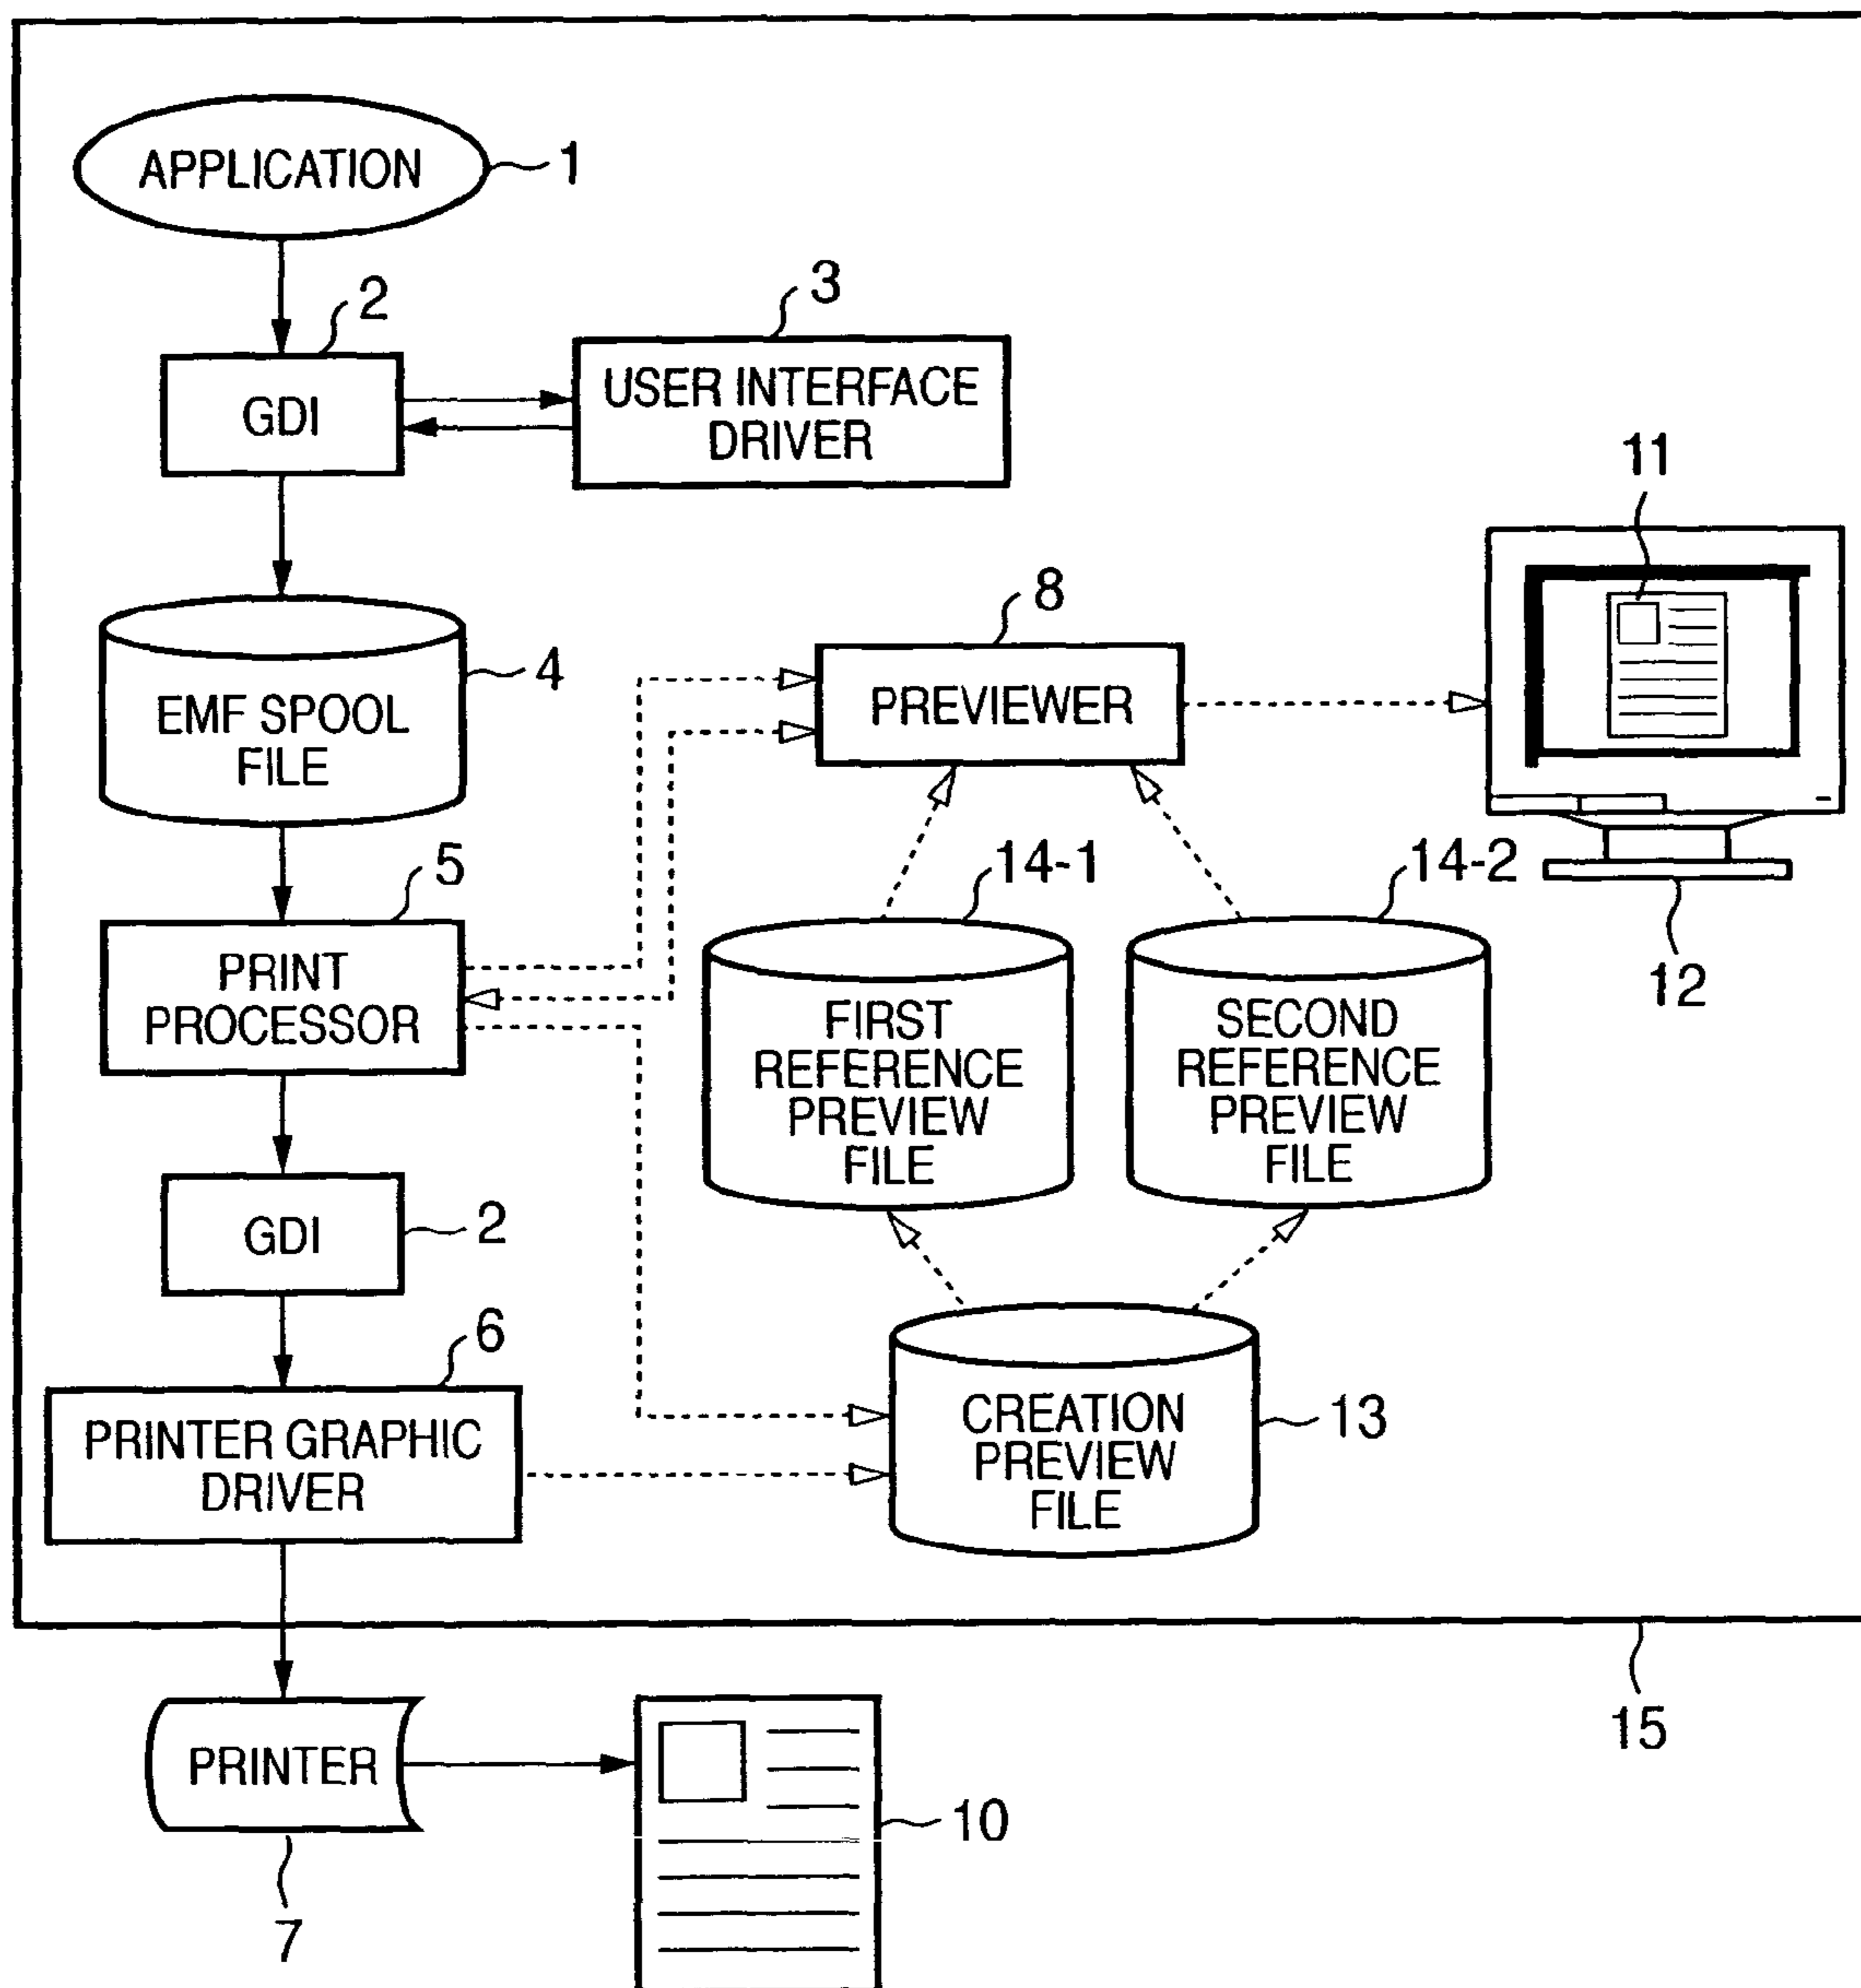 APPLICATION
1
2
3
GDI
USER INTERFACE
DRIVER
11
8
4
EMF SPOOL
FILE
PREVIEWER
5
14-1
14-2
12
PRINT
PROCESSOR
FIRST
REFERENCE
PREVIEW
FILE
SECOND
REFERENCE
PREVIEW
FILE
GDI
2
6
PRINTER GRAPHIC
DRIVER
CREATION
PREVIEW
FILE
13
15
PRINTER
10
7